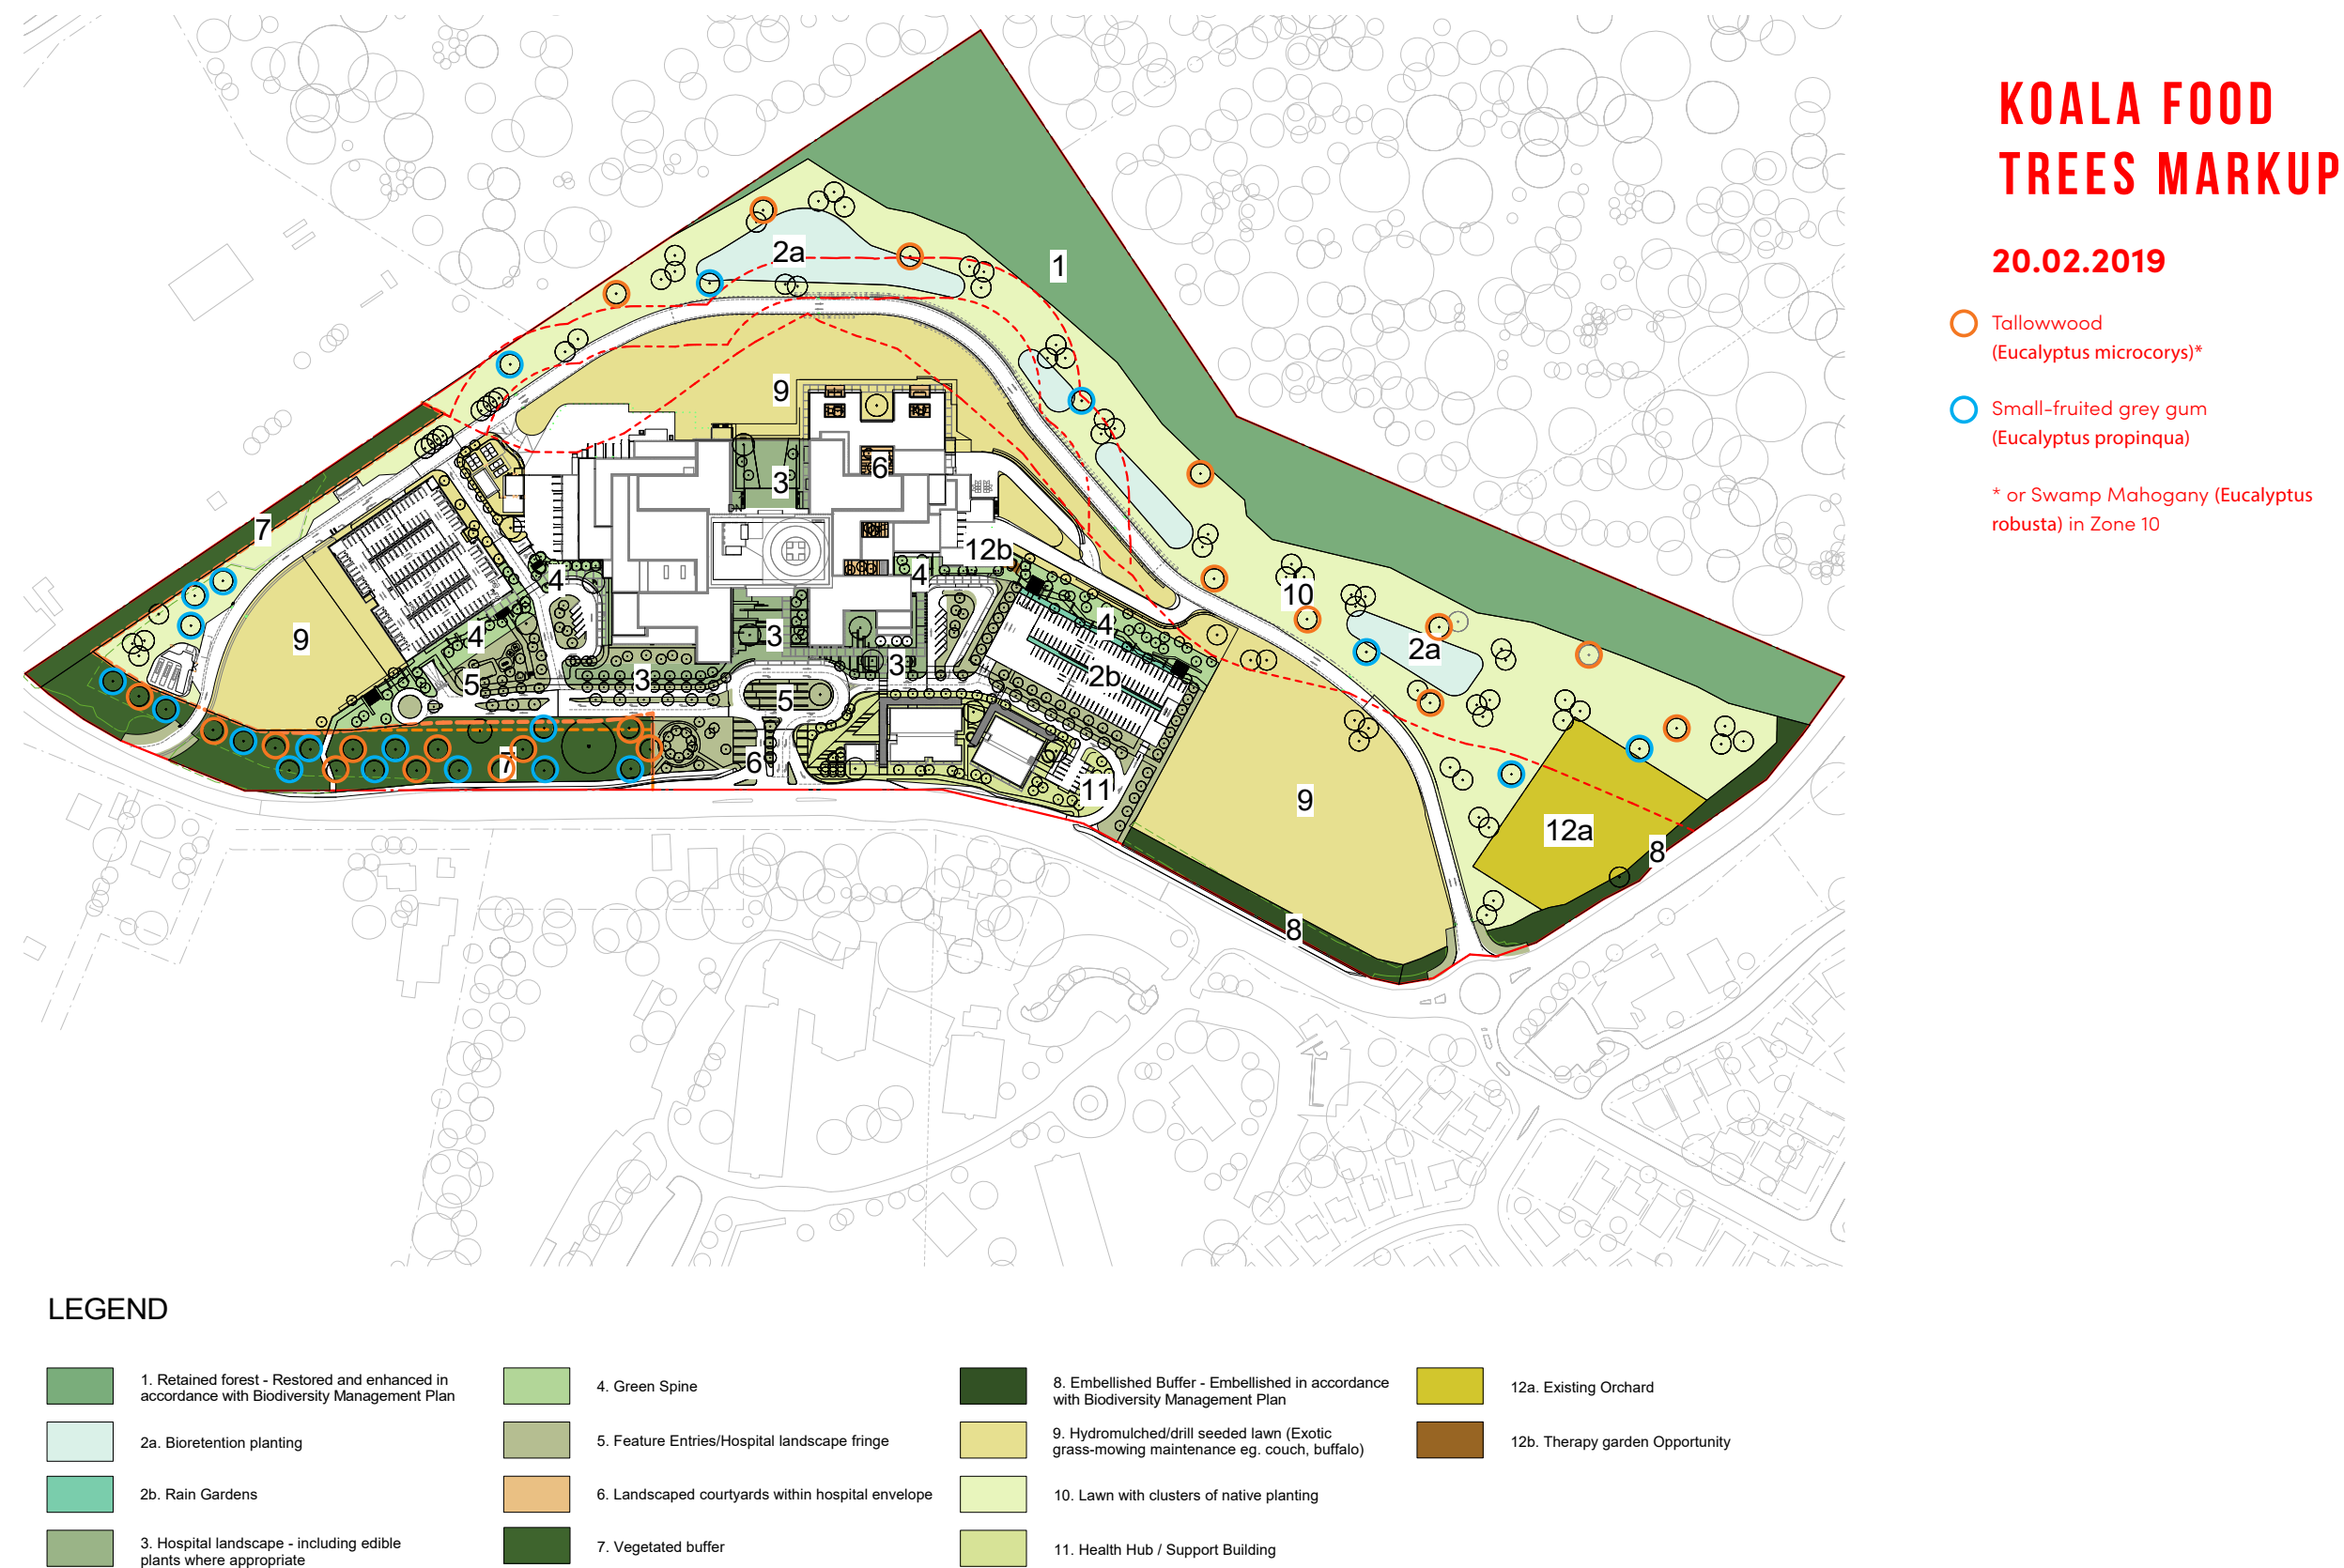 KOALA FOOD
TREES MARKUP
20.02.2019
Tallowwood
(Eucalyptus microcorys)*
Small-fruited grey gum
(Eucalyptus propinqua)
* or Swamp Mahogany (Eucalyptus
robusta) in Zone 10
2a
1
9
6
3
7
12b
4
4
10
9
4
4
3
2a
3
5
3
2b
5
7
6
11
9
12a
8
8
LEGEND
1. Retained forest - Restored and enhanced in
accordance with Biodiversity Management Plan
2a. Bioretention planting
2b. Rain Gardens
3. Hospital landscape - including edible
plants where appropriate
4. Green Spine
5. Feature Entries/Hospital landscape fringe
6. Landscaped courtyards within hospital envelope
7. Vegetated buffer
8. Embellished Buffer - Embellished in accordance
with Biodiversity Management Plan
9. Hydromulched/drill seeded lawn (Exotic
grass-mowing maintenance eg. couch, buffalo)
10. Lawn with clusters of native planting
11. Health Hub / Support Building
12a. Existing Orchard
12b. Therapy garden Opportunity